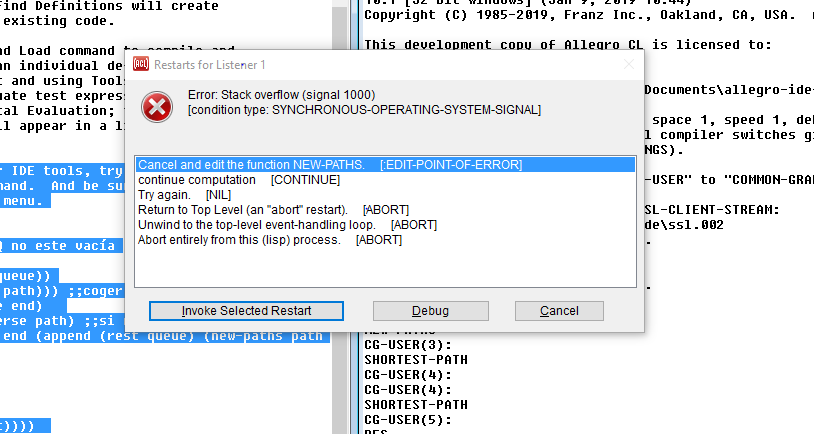 ind Definitions will create
existing code.
nd Load command to compile and
an individual de
t and using Tools
uate test express
tal Evaluation;
ll appear in a li
r IDE tools, try
mand. And be sur
menu.
Q no este vacía
queue))
path))) ;;coger
e end)
erse path) ;;si
end (append (rest queue) (new-paths path
t))))
10.1 [32 bit Windows] (Jan 9, 2019 10:44)
Copyright (C) 1985-2019, Franz Inc., Oakland, CA, USA.
This development copy of Allegro CL is licensed to:
Documents\allegro-ide-
space 1, speed 1, deb
l compiler switches gi
NGS).
-USER" to "COMMON-GRA
SL-CLIENT-STREAM:
de\ssl.002
NEW-PATHS
CG-USER(3):
SHORTEST-PATH
CG-USER(4):
CG-USER(4):
SHORTEST-PATH
CG-USER(5):
ACL Restarts for Listener 1
Error: Stack overflow (signal 1000)
[condition type: SYNCHRONOUS-OPERATING-SYSTEM-SIGNAL]
Cancel and edit the function NEW-PATHS. [:EDIT-POINT-OF-ERROR]
continue computation [CONTINUE]
Try again. [NIL]
Return to Top Level (an "abort" restart). [ABORT]
Unwind to the top-level event-handling loop. [ABORT]
Abort entirely from this (lisp) process. [ABORT]
Invoke Selected Restart
Debug
Cancel